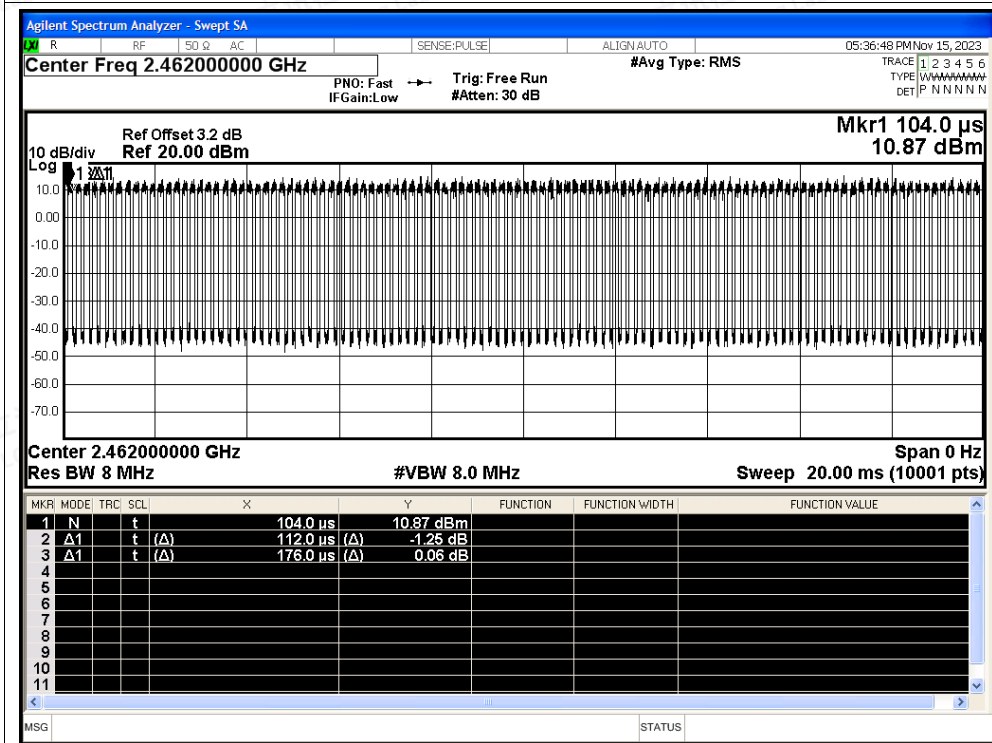 Agilent Spectrum Analyzer - Swept SA
LXI R RF 50 Ω AC SENSE:PULSE ALIGN AUTO 05:36:48 PM Nov 15, 2023
Center Freq 2.462000000 GHz #Avg Type: RMS TRACE 1 2 3 4 5 6
PNO: Fast Trig: Free Run TYPE WWWWWW
IFGain:Low #Atten: 30 dB DET P N N N N N
Mkr1 104.0 µs
Ref Offset 3.2 dB
10 dB/div Ref 20.00 dBm 10.87 dBm
Log
10.0
0.00
-10.0
-20.0
-30.0
-40.0
-50.0
-60.0
-70.0
Center 2.462000000 GHz Span 0 Hz
Res BW 8 MHz #VBW 8.0 MHz Sweep 20.00 ms (10001 pts)
MKR MODE TRC SCL X Y FUNCTION FUNCTION WIDTH FUNCTION VALUE
1 N t 104.0 µs 10.87 dBm
2 Δ1 t (Δ) 112.0 µs (Δ) -1.25 dB
3 Δ1 t (Δ) 176.0 µs (Δ) 0.06 dB
4
5
6
7
8
9
10
11
MSG STATUS